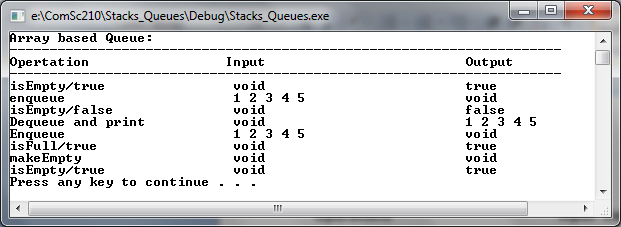 e:\ComSc210\Stacks_Queues\Debug\Stacks_Queues.exe
Array based Queue:
Opertation Input Output
isEmpty/true void true
enqueue 1 2 3 4 5 void
isEmpty/false void false
Dequeue and print void 1 2 3 4 5
Enqueue 1 2 3 4 5 void
isFull/true void true
makeEmpty void void
isEmpty/true void true
Press any key to continue . . .